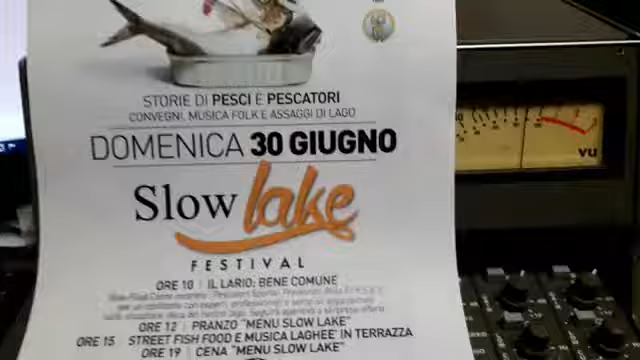 STORIE DI PESCI E PESCATORI
CONVEGNI, MUSICA FOLK E ASSAGGI DI LAGO
DOMENICA 30 GIUGNO
Slow lake
FESTIVAL
ORE 10 | IL LARIO: BENE COMUNE
ORE 12 | PRANZO "MENU SLOW LAKE"
ORE 15 STREET FISH FOOD E MUSICA LAGHEE' IN TERRAZZA
ORE 19 | CENA "MENU SLOW LAKE"
VU